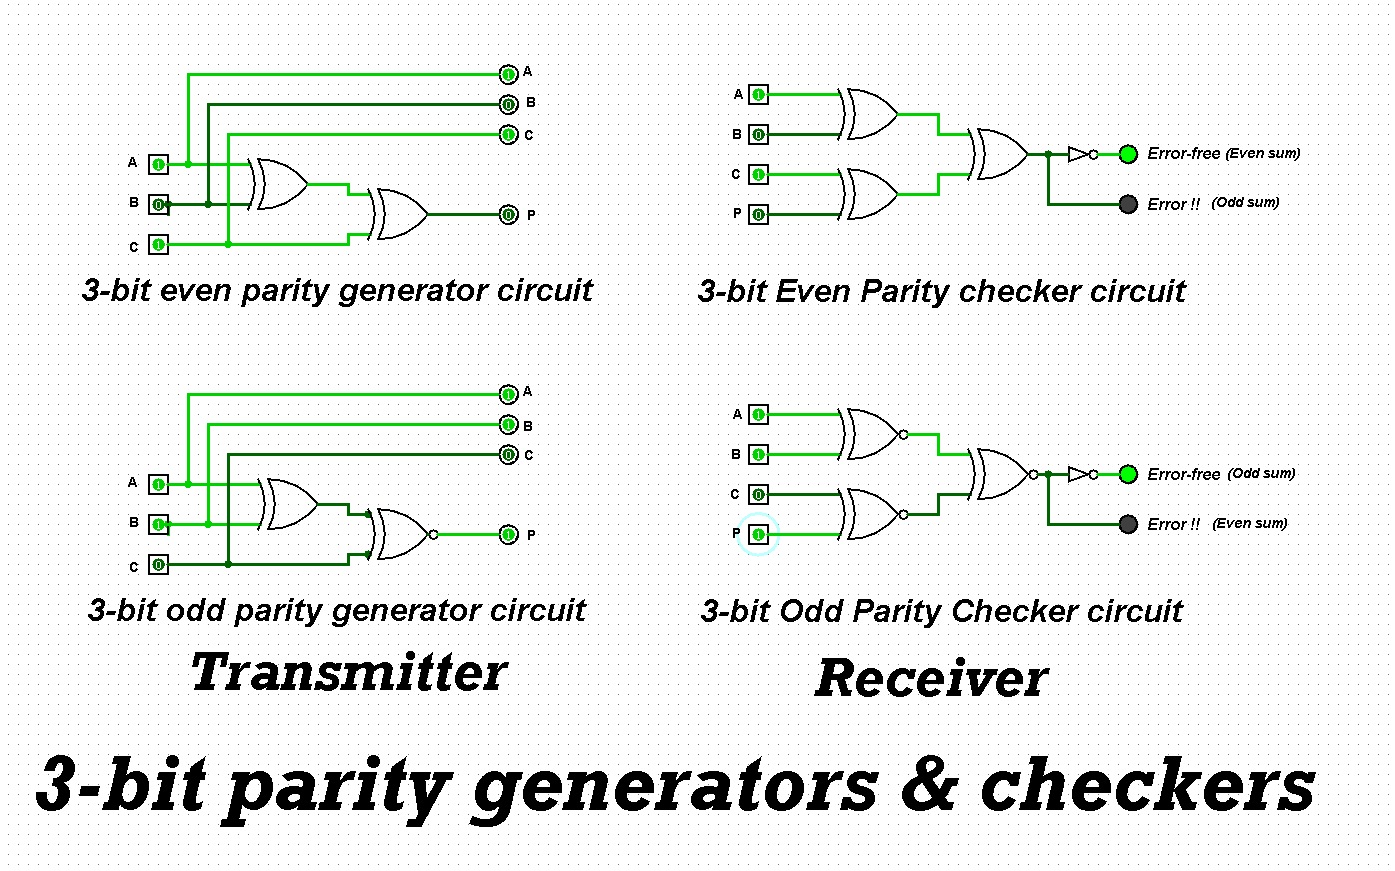 A
B
C
A 1
B 0
C 1
1
0
1
0 P
3-bit even parity generator circuit
A 1
B 0
C 1
P 0
Error-free (Even sum)
Error !! (Odd sum)
3-bit Even Parity checker circuit
1 A
1 B
0 C
A 1
B 1
C 0
1 P
3-bit odd parity generator circuit
A 1
B 1
C 0
P 1
Error-free (Odd sum)
Error !! (Even sum)
3-bit Odd Parity Checker circuit
Transmitter
Receiver
3-bit parity generators & checkers